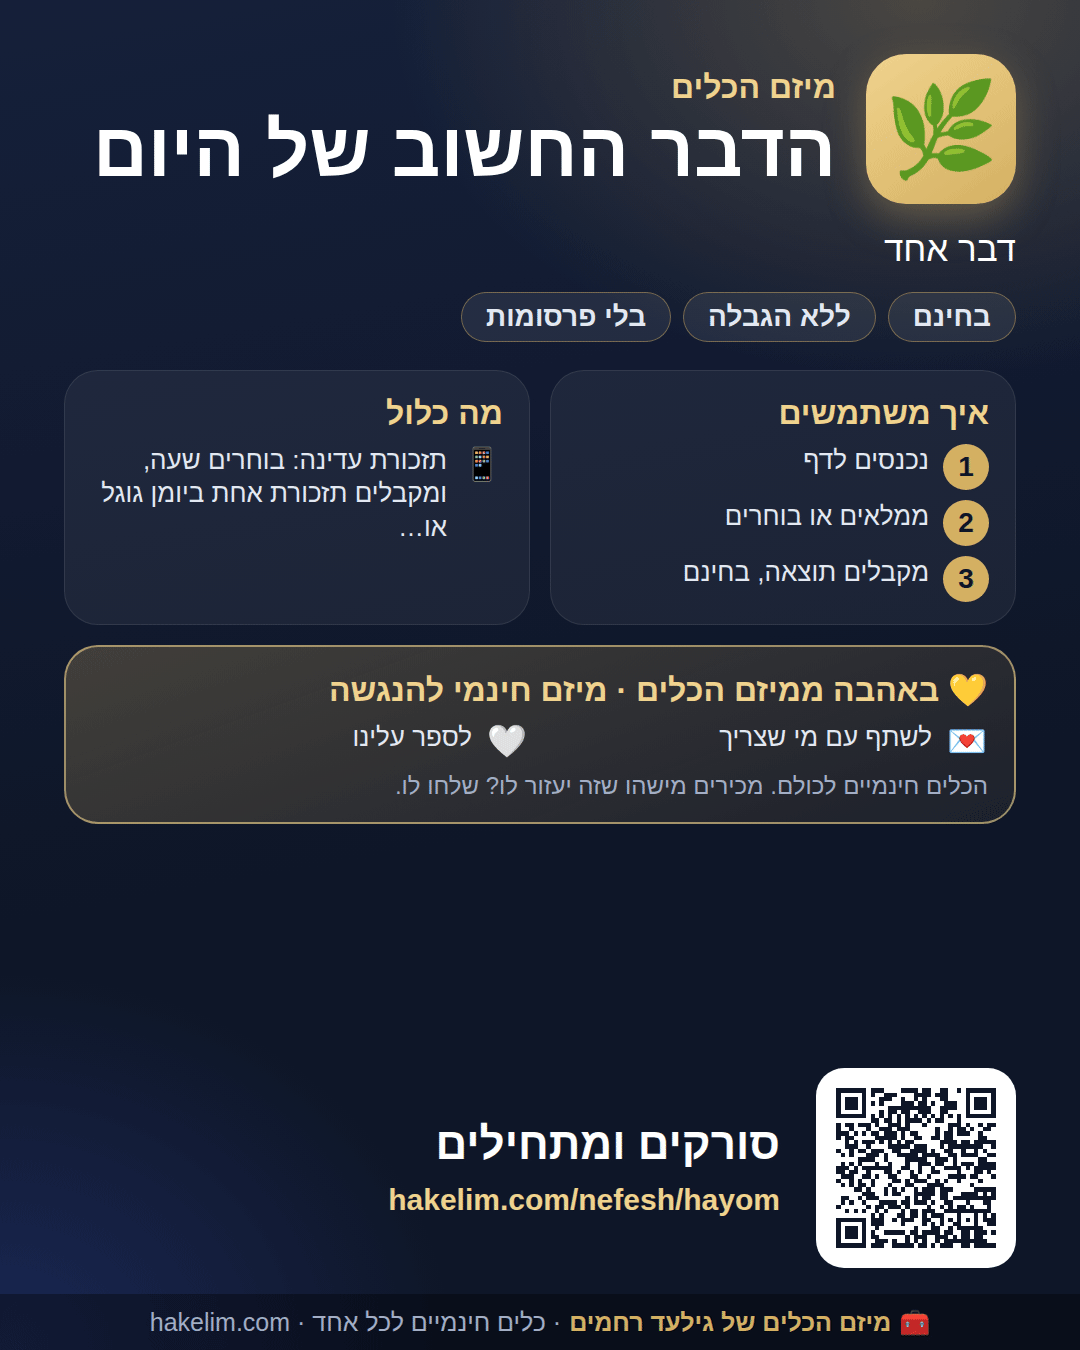 מיזם הכלים
הדבר החשוב של היום
דבר אחד
בחינם
ללא הגבלה
בלי פרסומות
איך משתמשים
1 נכנסים לדף
2 ממלאים או בוחרים
3 מקבלים תוצאה, בחינם
מה כלול
תזכורת עדינה: בוחרים שעה,
ומקבלים תזכורת אחת ביומן גוגל
או…
באהבה ממיזם הכלים · מיזם חינמי להנגשה
לשתף עם מי שצריך
לספר עלינו
הכלים חינמיים לכולם. מכירים מישהו שזה יעזור לו? שלחו לו.
סורקים ומתחילים
hakelim.com/nefesh/hayom
מיזם הכלים של גילעד רחמים · כלים חינמיים לכל אחד · hakelim.com